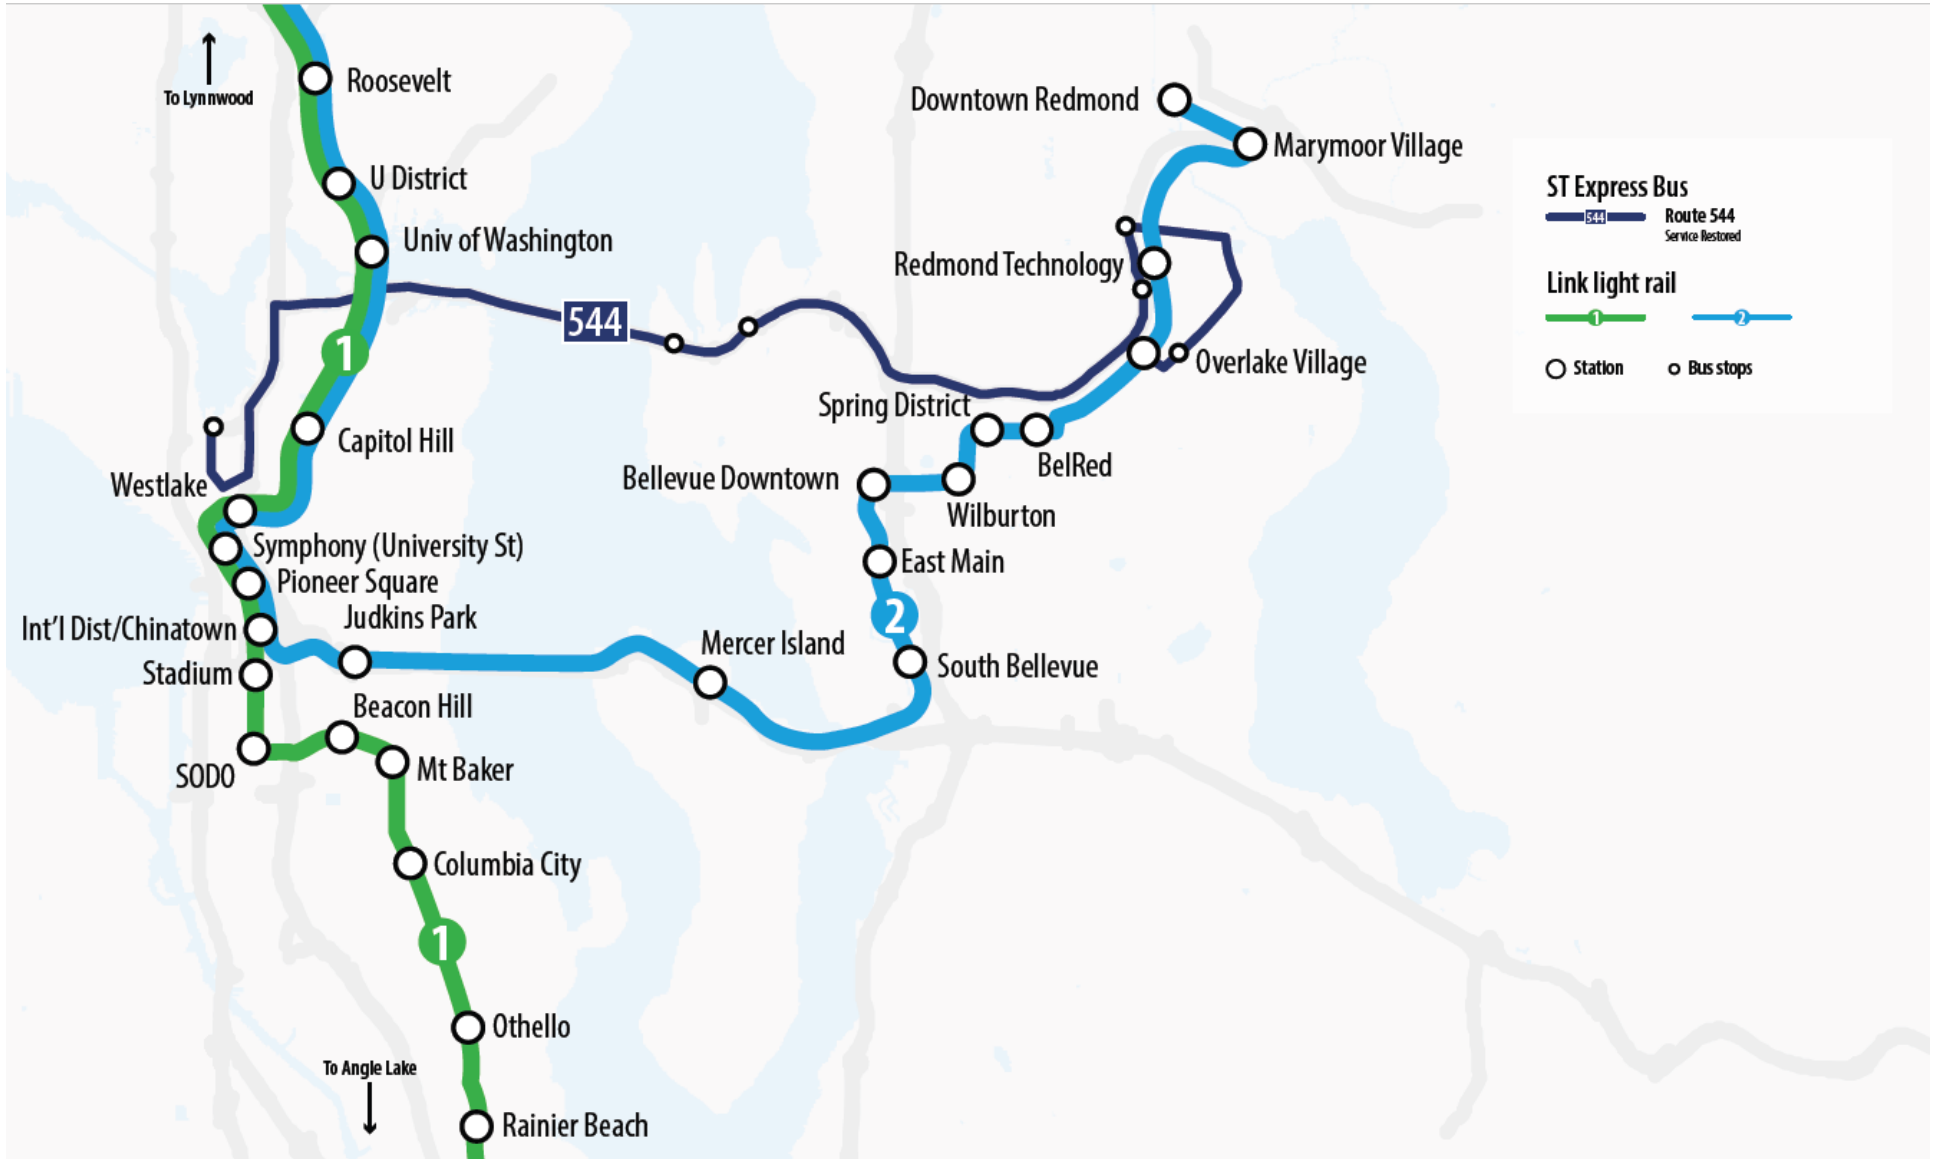 To Lynnwood
Roosevelt
U District
Univ of Washington
544
1
Capitol Hill
Westlake
Symphony (University St)
Pioneer Square
Int'l Dist/Chinatown
Judkins Park
Stadium
Beacon Hill
SODO
Mt Baker
Columbia City
1
Othello
To Angle Lake
Rainier Beach
Downtown Redmond
Marymoor Village
Redmond Technology
Overlake Village
Spring District
BelRed
Bellevue Downtown
Wilburton
East Main
2
Mercer Island
South Bellevue
ST Express Bus
544 Route 544
Service Restored
Link light rail
1 2
Station Bus stops